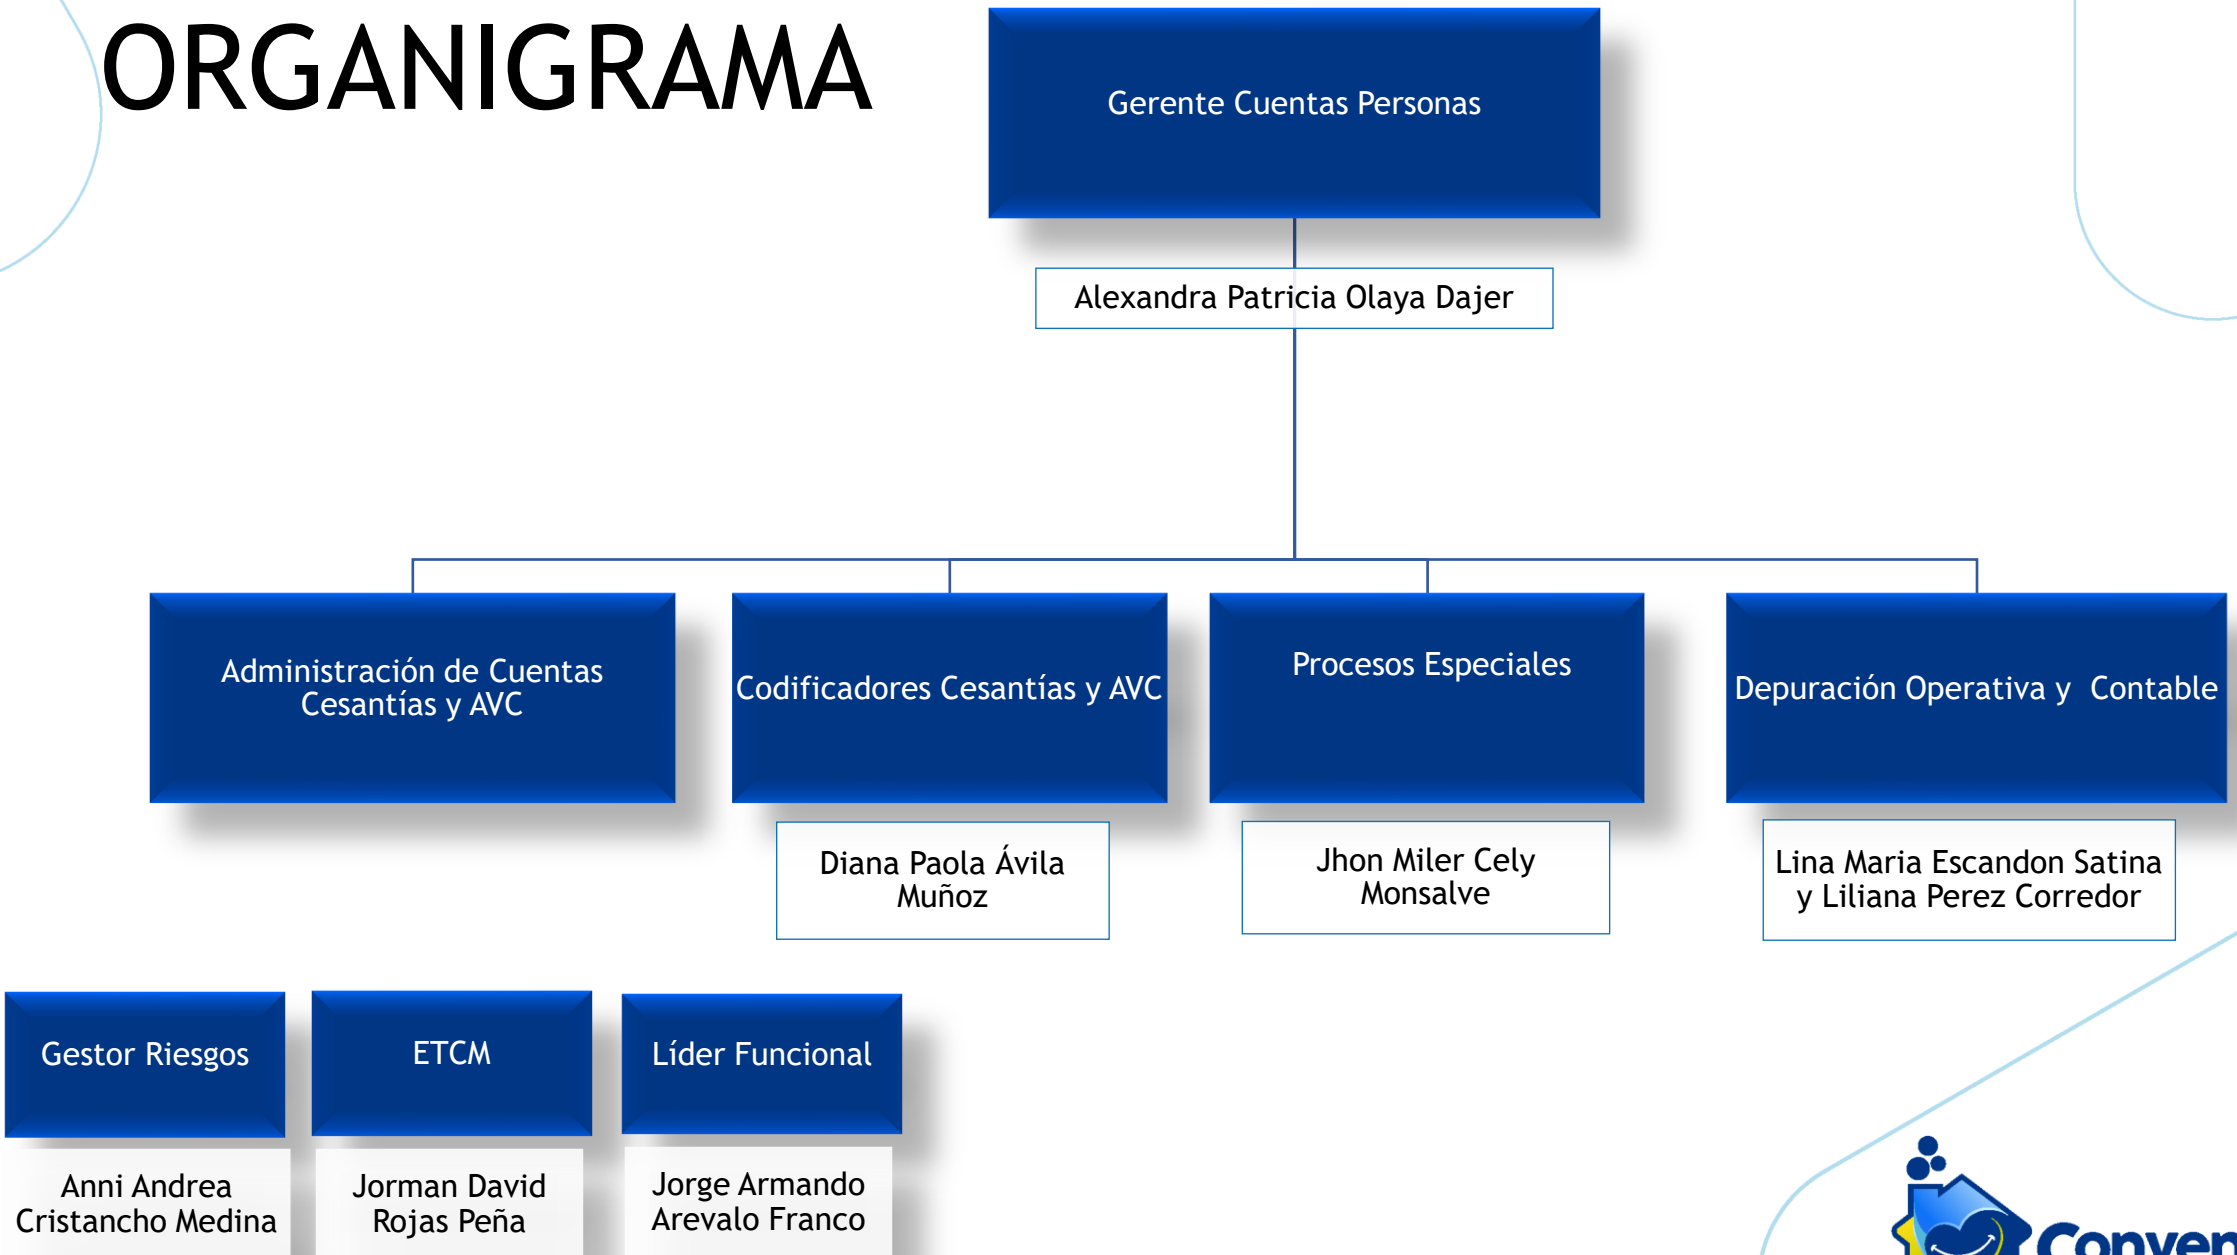 ORGANIGRAMA
Gerente Cuentas Personas
Alexandra Patricia Olaya Dajer
Administración de Cuentas
Cesantías y AVC
Codificadores Cesantías y AVC
Procesos Especiales
Depuración Operativa y  Contable
Diana Paola Ávila
Muñoz
Jhon Miler Cely
Monsalve
Lina Maria Escandon Satina
y Liliana Perez Corredor
Gestor Riesgos
ETCM
Líder Funcional
Anni Andrea
Cristancho Medina
Jorman David
Rojas Peña
Jorge Armando
Arevalo Franco